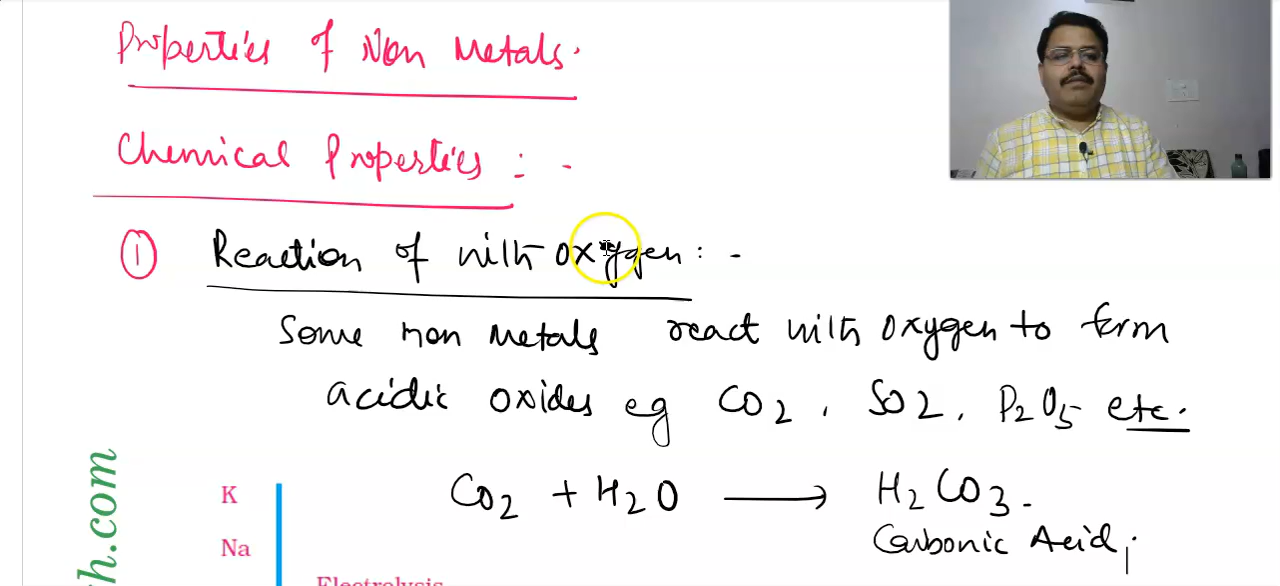 Properties of Non Metals.
Chemical Properties : -
① Reaction of with oxygen : -
Some non metals react with oxygen to form
acidic oxides eg CO2, SO2, P2O5 etc.
CO2 + H2O → H2CO3.
Carbonic Acid;
K
Na
Electrolysis
h.com